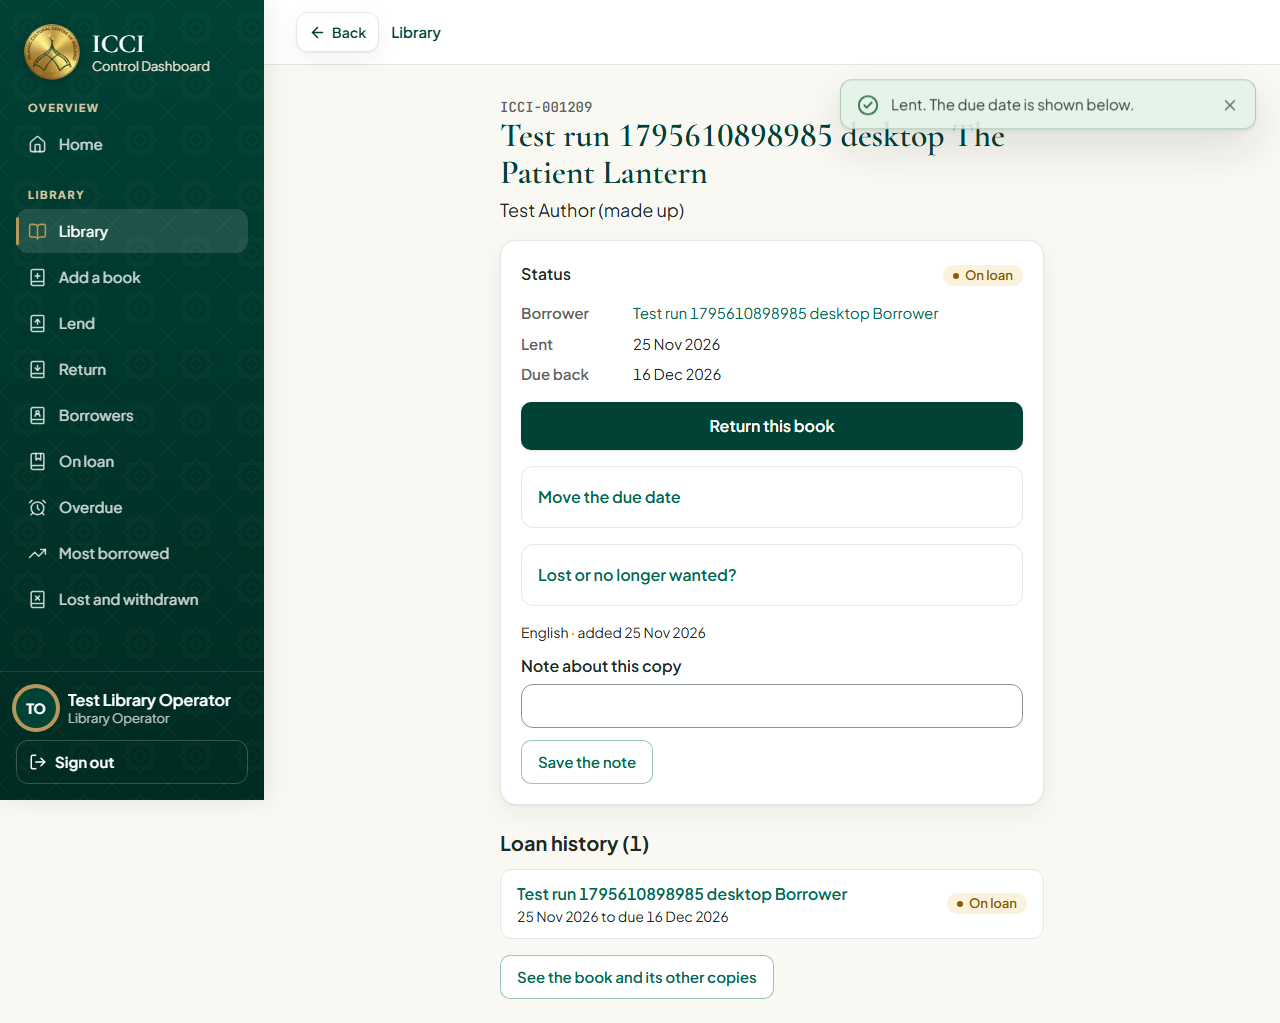 ICCI
Control Dashboard
OVERVIEW
Home
LIBRARY
Library
Add a book
Lend
Return
Borrowers
On loan
Overdue
Most borrowed
Lost and withdrawn
TO
Test Library Operator
Library Operator
Sign out
Back
Library
Lent. The due date is shown below.
ICCI-001209
Test run 1795610898985 desktop The
Patient Lantern
Test Author (made up)
Status
On loan
Borrower
Test run 1795610898985 desktop Borrower
Lent
25 Nov 2026
Due back
16 Dec 2026
Return this book
Move the due date
Lost or no longer wanted?
English · added 25 Nov 2026
Note about this copy
Save the note
Loan history (1)
Test run 1795610898985 desktop Borrower
25 Nov 2026 to due 16 Dec 2026
On loan
See the book and its other copies